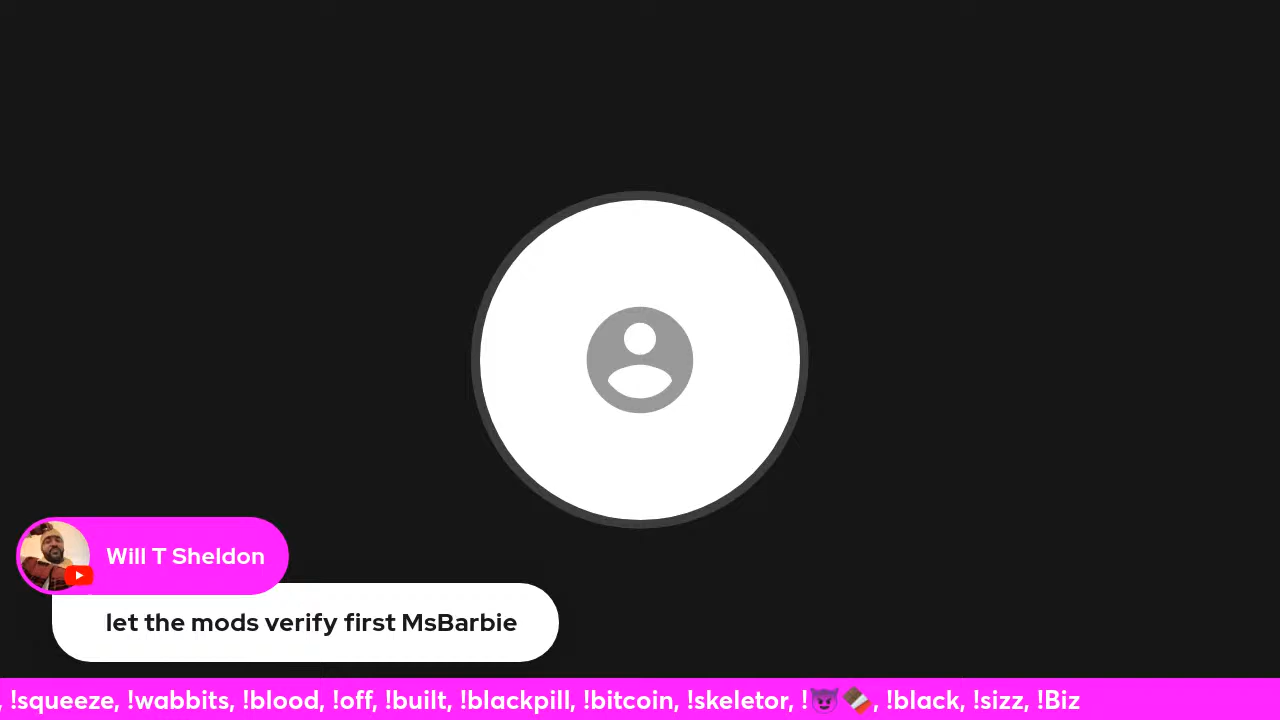 Will T Sheldon
let the mods verify first MsBarbie
, !squeeze, !wabbits, !blood, !off, !built, !blackpill, !bitcoin, !skeletor, !😈🍫, !black, !sizz, !Biz